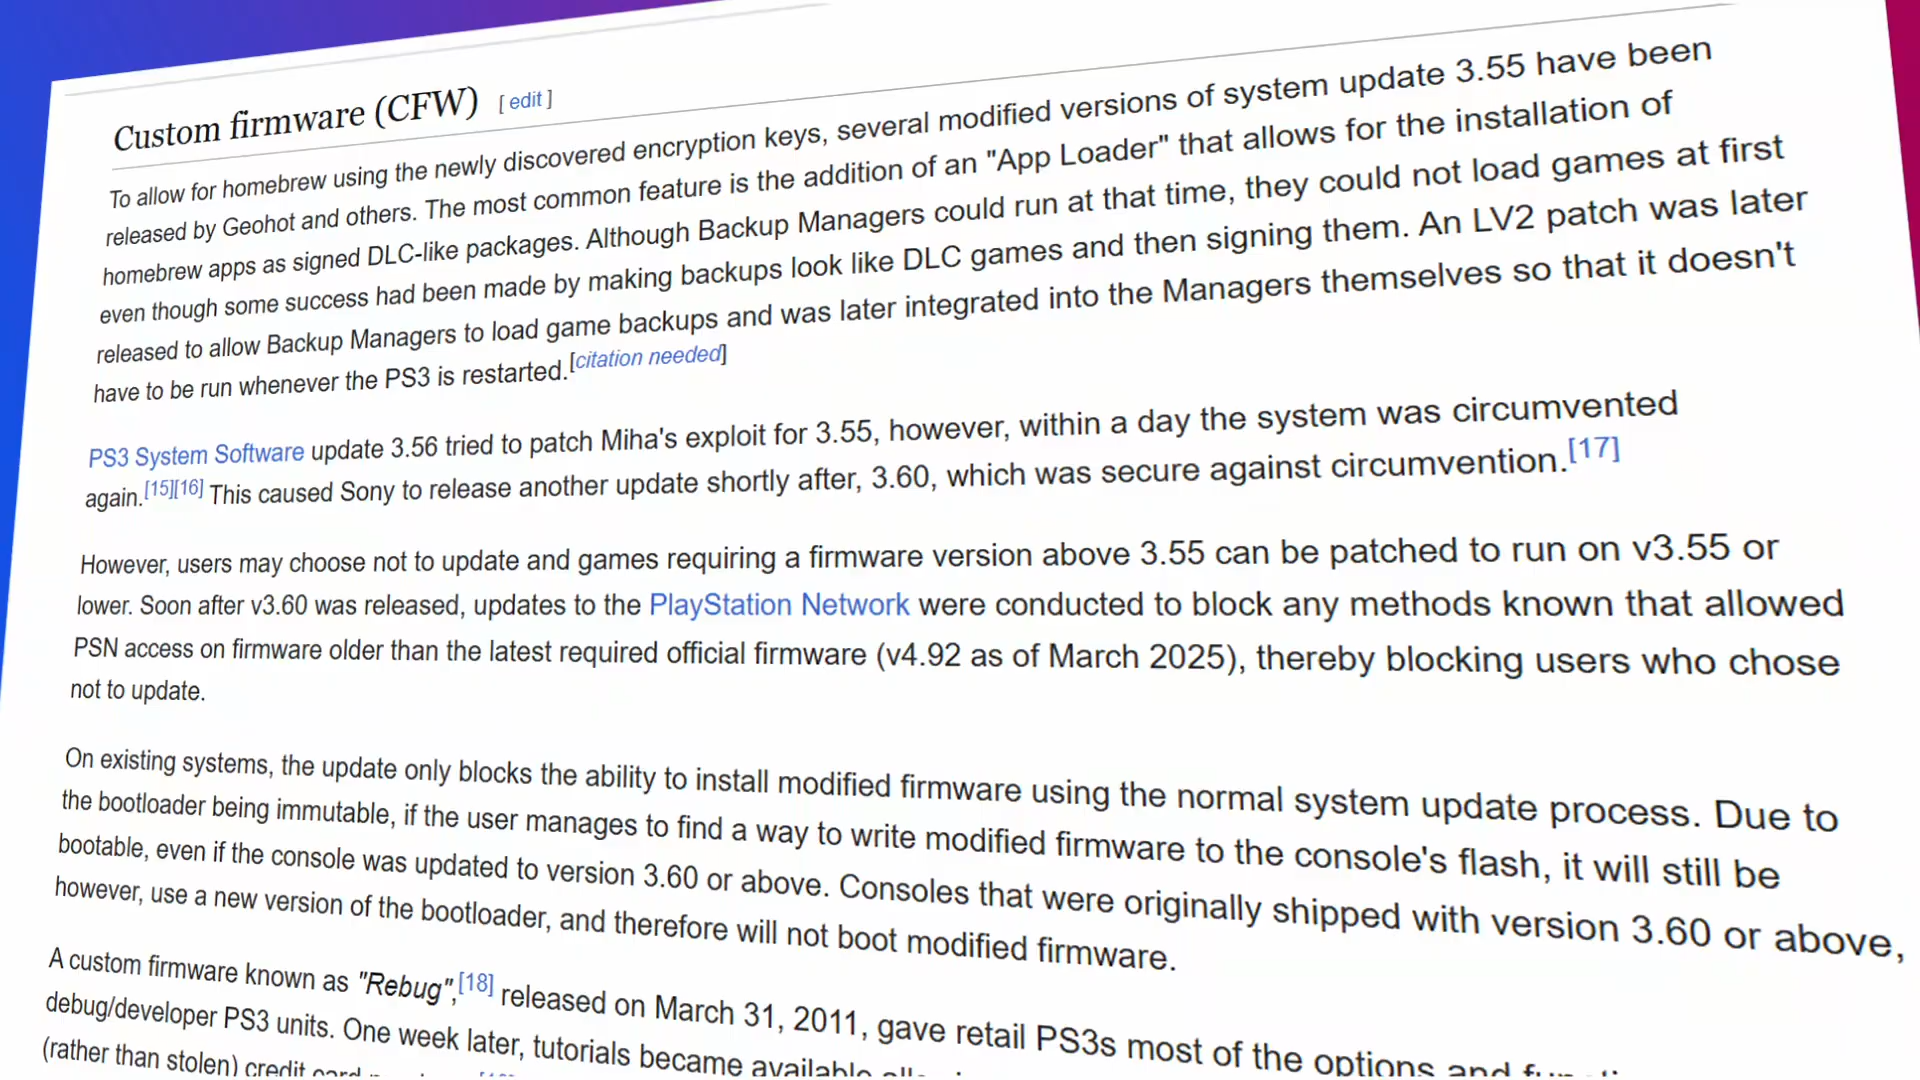 Custom firmware (CFW) [ edit ]
To allow for homebrew using the newly discovered encryption keys, several modified versions of system update 3.55 have been
released by Geohot and others. The most common feature is the addition of an "App Loader" that allows for the installation of
homebrew apps as signed DLC-like packages. Although Backup Managers could run at that time, they could not load games at first
even though some success had been made by making backups look like DLC games and then signing them. An LV2 patch was later
released to allow Backup Managers to load game backups and was later integrated into the Managers themselves so that it doesn't
have to be run whenever the PS3 is restarted.[citation needed]
PS3 System Software update 3.56 tried to patch Miha's exploit for 3.55, however, within a day the system was circumvented
again.[15][16] This caused Sony to release another update shortly after, 3.60, which was secure against circumvention.[17]
However, users may choose not to update and games requiring a firmware version above 3.55 can be patched to run on v3.55 or
lower. Soon after v3.60 was released, updates to the PlayStation Network were conducted to block any methods known that allowed
PSN access on firmware older than the latest required official firmware (v4.92 as of March 2025), thereby blocking users who chose
not to update.
On existing systems, the update only blocks the ability to install modified firmware using the normal system update process. Due to
the bootloader being immutable, if the user manages to find a way to write modified firmware to the console's flash, it will still be
bootable, even if the console was updated to version 3.60 or above. Consoles that were originally shipped with version 3.60 or above,
however, use a new version of the bootloader, and therefore will not boot modified firmware.
A custom firmware known as "Rebug",[18] released on March 31, 2011, gave retail PS3s most of the options and
debug/developer PS3 units. One week later, tutorials became available
(rather than stolen) credit card